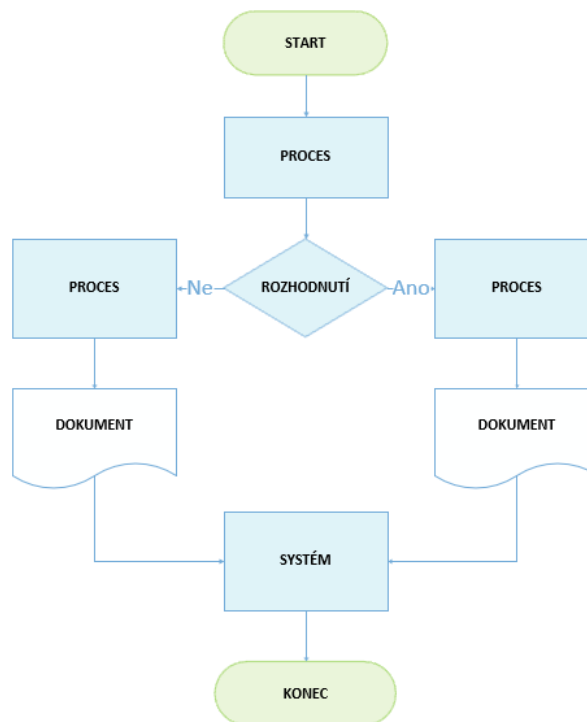 START
PROCES
PROCES
Ne
ROZHODNUTÍ
Ano
PROCES
DOKUMENT
DOKUMENT
SYSTÉM
KONEC